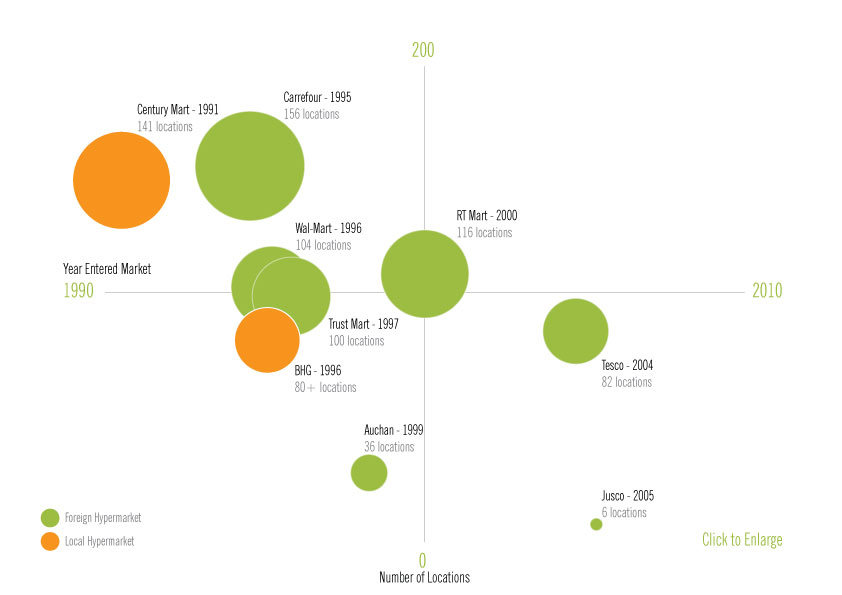 200
Carrefour - 1995
156 locations
Century Mart - 1991
141 locations
RT Mart - 2000
116 locations
Wal-Mart - 1996
104 locations
Year Entered Market
1990
2010
Trust Mart - 1997
100 locations
BHG - 1996
80+ locations
Tesco - 2004
82 locations
Auchan - 1999
36 locations
Jusco - 2005
6 locations
Foreign Hypermarket
Local Hypermarket
Click to Enlarge
0
Number of Locations